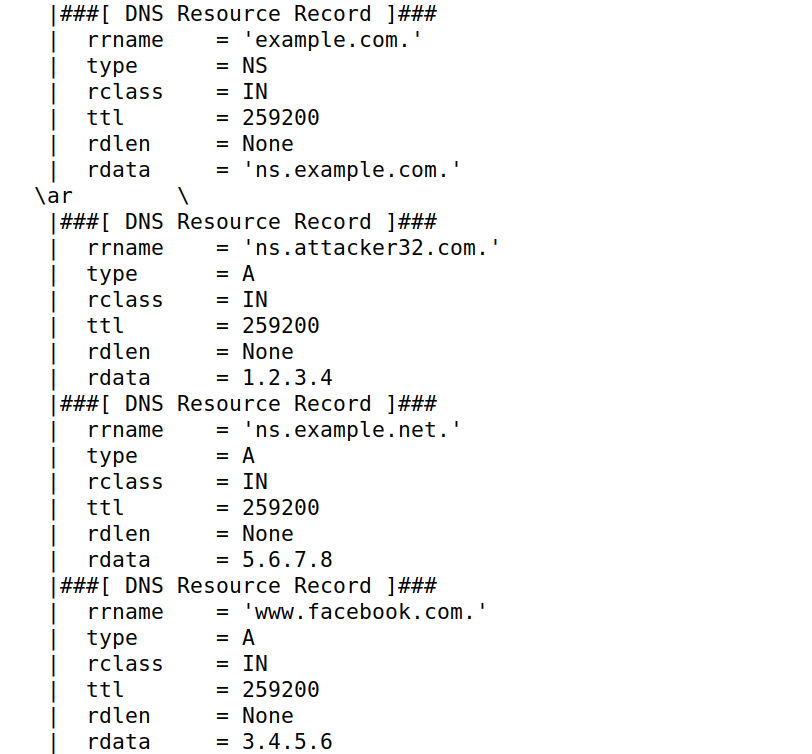 |###[ DNS Resource Record ]###
|  rrname    = 'example.com.'
|  type      = NS
|  rclass    = IN
|  ttl       = 259200
|  rdlen     = None
|  rdata     = 'ns.example.com.'
\ar        \
|###[ DNS Resource Record ]###
|  rrname    = 'ns.attacker32.com.'
|  type      = A
|  rclass    = IN
|  ttl       = 259200
|  rdlen     = None
|  rdata     = 1.2.3.4
|###[ DNS Resource Record ]###
|  rrname    = 'ns.example.net.'
|  type      = A
|  rclass    = IN
|  ttl       = 259200
|  rdlen     = None
|  rdata     = 5.6.7.8
|###[ DNS Resource Record ]###
|  rrname    = 'www.facebook.com.'
|  type      = A
|  rclass    = IN
|  ttl       = 259200
|  rdlen     = None
|  rdata     = 3.4.5.6